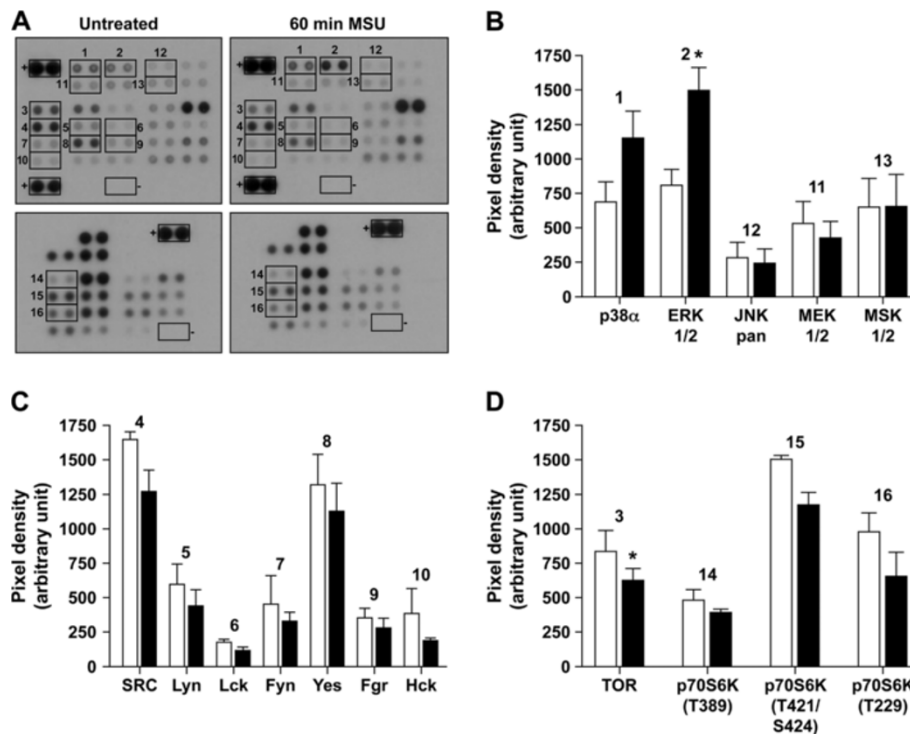 A
Untreated
60 min MSU
1 2 12
+
11 13
3
4 5 6
7 8 9
10
+ -
1 2 12
+
11 13
3
4 5 6
7 8 9
10
+ -
+
14
15
16
-
+
14
15
16
-
B
Pixel density
(arbitrary unit)
1750
1500
1250
1000
750
500
250
0
1
2 *
12
11
13
p38α
ERK
1/2
JNK
pan
MEK
1/2
MSK
1/2
C
Pixel density
(arbitrary unit)
1750
1500
1250
1000
750
500
250
0
4
5
6
7
8
9
10
SRC Lyn Lck Fyn Yes Fgr Hck
D
Pixel density
(arbitrary unit)
1750
1500
1250
1000
750
500
250
0
3
*
14
15
16
TOR
p70S6K
(T389)
p70S6K
(T421/
S424)
p70S6K
(T229)